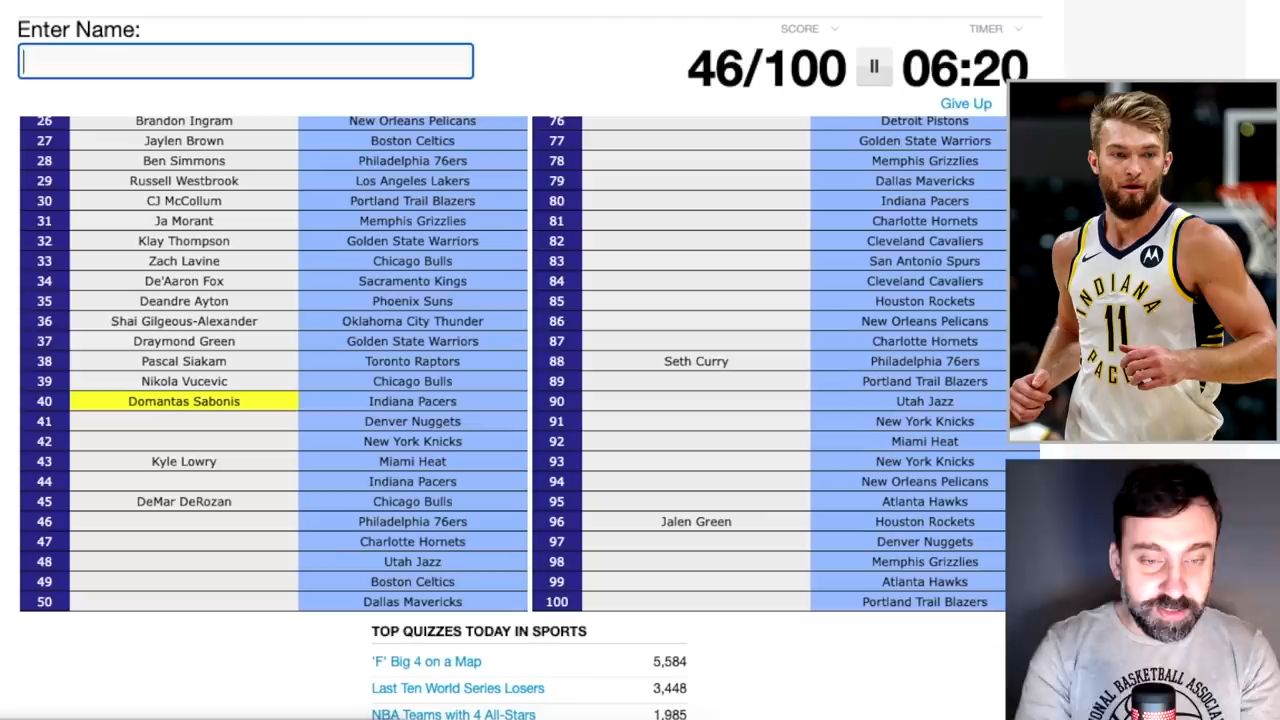 Enter Name:
SCORE
TIMER
46/100
06:20
Give Up
26 Brandon Ingram New Orleans Pelicans 76 Detroit Pistons
27 Jaylen Brown Boston Celtics 77 Golden State Warriors
28 Ben Simmons Philadelphia 76ers 78 Memphis Grizzlies
29 Russell Westbrook Los Angeles Lakers 79 Dallas Mavericks
30 CJ McCollum Portland Trail Blazers 80 Indiana Pacers
31 Ja Morant Memphis Grizzlies 81 Charlotte Hornets
32 Klay Thompson Golden State Warriors 82 Cleveland Cavaliers
33 Zach Lavine Chicago Bulls 83 San Antonio Spurs
34 De'Aaron Fox Sacramento Kings 84 Cleveland Cavaliers
35 Deandre Ayton Phoenix Suns 85 Houston Rockets
36 Shai Gilgeous-Alexander Oklahoma City Thunder 86 New Orleans Pelicans
37 Draymond Green Golden State Warriors 87 Charlotte Hornets
38 Pascal Siakam Toronto Raptors 88 Seth Curry Philadelphia 76ers
39 Nikola Vucevic Chicago Bulls 89 Portland Trail Blazers
40 Domantas Sabonis Indiana Pacers 90 Utah Jazz
41 Denver Nuggets 91 New York Knicks
42 New York Knicks 92 Miami Heat
43 Kyle Lowry Miami Heat 93 New York Knicks
44 Indiana Pacers 94 New Orleans Pelicans
45 DeMar DeRozan Chicago Bulls 95 Atlanta Hawks
46 Philadelphia 76ers 96 Jalen Green Houston Rockets
47 Charlotte Hornets 97 Denver Nuggets
48 Utah Jazz 98 Memphis Grizzlies
49 Boston Celtics 99 Atlanta Hawks
50 Dallas Mavericks 100 Portland Trail Blazers
TOP QUIZZES TODAY IN SPORTS
'F' Big 4 on a Map 5,584
Last Ten World Series Losers 3,448
NBA Teams with 4 All-Stars 1,985
INDIANA
11